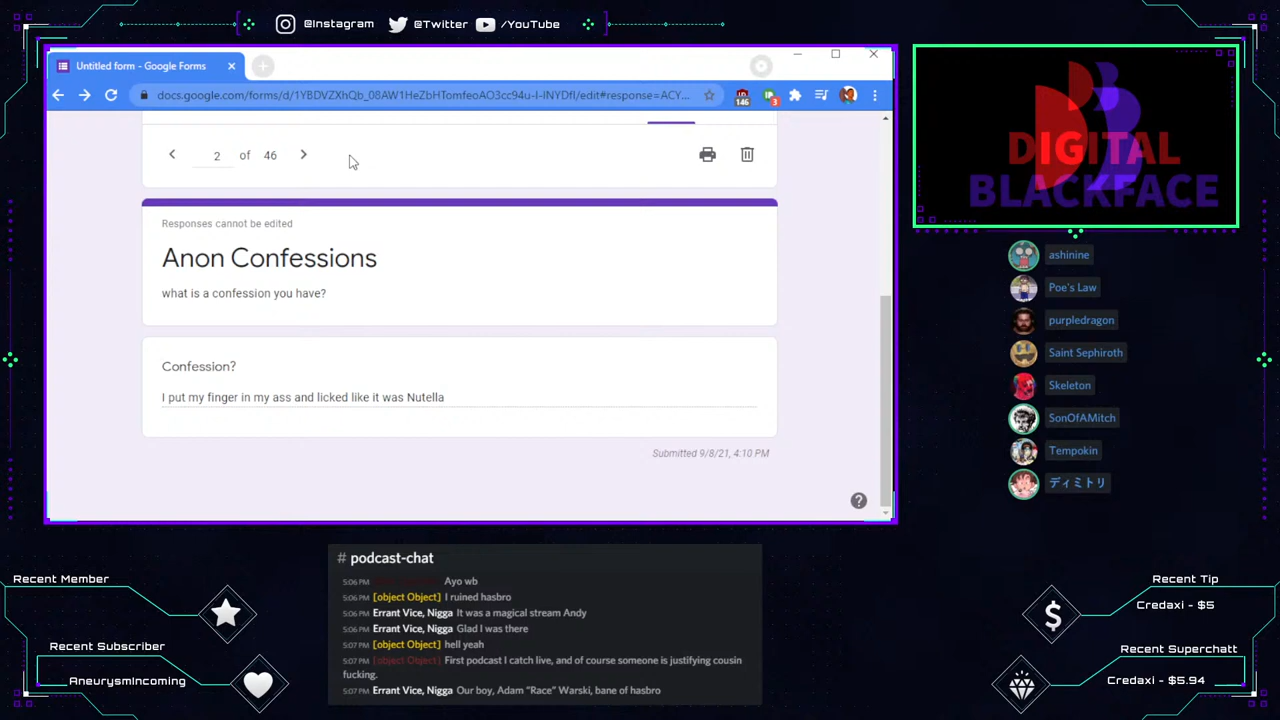 @Instagram @Twitter /YouTube
Untitled form - Google Forms
docs.google.com/forms/d/1YBDVZXhQb_08AW1HeZbHTomfeoAO3cc94u-l-INYDfI/edit#response=ACY...
146
3
2 of 46
Responses cannot be edited
Anon Confessions
what is a confession you have?
Confession?
I put my finger in my ass and licked like it was Nutella
Submitted 9/8/21, 4:10 PM
DIGITAL
BLACKFACE
ashinine
Poe's Law
purpledragon
Saint Sephiroth
Skeleton
SonOfAMitch
Tempokin
ディミトリ
# podcast-chat
5:06 PM Ayo wb
5:06 PM [object Object] I ruined hasbro
5:06 PM Errant Vice, Nigga It was a magical stream Andy
5:06 PM Errant Vice, Nigga Glad I was there
5:07 PM [object Object] hell yeah
5:07 PM [object Object] First podcast I catch live, and of course someone is justifying cousin
fucking.
5:07 PM Errant Vice, Nigga Our boy, Adam “Race” Warski, bane of hasbro
Recent Member
Recent Subscriber
AneurysmIncoming
Recent Tip
Credaxi - $5
Recent Superchatt
Credaxi - $5.94